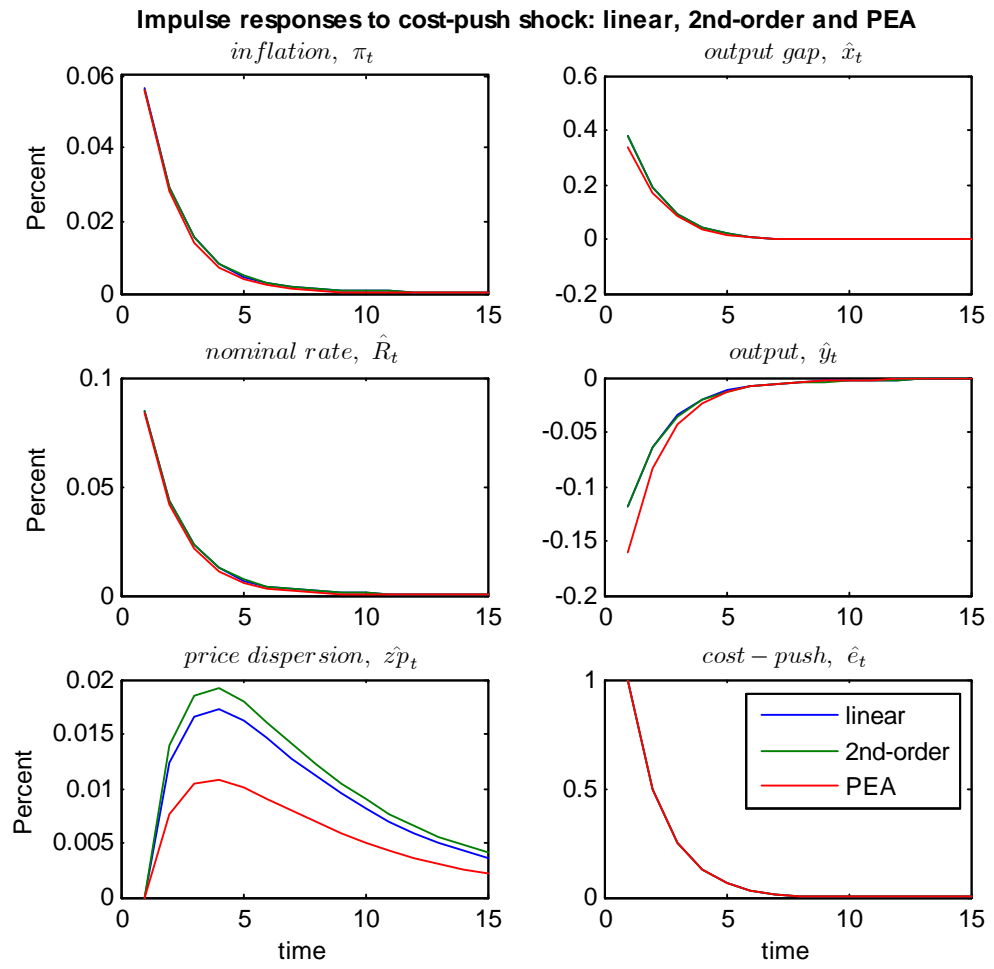 Impulse responses to cost-push shock: linear, 2nd-order and PEA
inflation, π_t
output gap, x̂_t
0.06
0.04
0.02
0
Percent
0 5 10 15
0.6
0.4
0.2
0
-0.2
0 5 10 15
nominal rate, R̂_t
output, ŷ_t
0.1
0.05
0
Percent
0 5 10 15
0
-0.05
-0.1
-0.15
-0.2
0 5 10 15
price dispersion, zp̂_t
cost − push, ê_t
0.02
0.015
0.01
0.005
0
Percent
0 5 10 15
time
1
0.5
0
linear
2nd-order
PEA
0 5 10 15
time